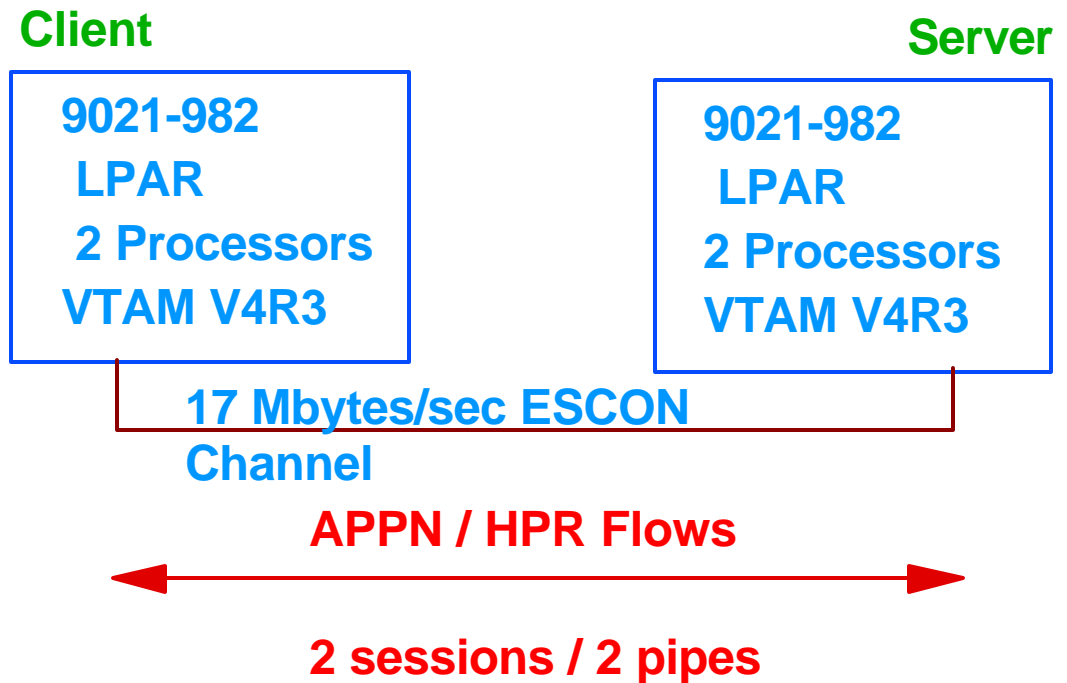 Client
Server
9021-982
LPAR
2 Processors
VTAM V4R3
9021-982
LPAR
2 Processors
VTAM V4R3
17 Mbytes/sec ESCON
Channel
APPN / HPR Flows
2 sessions / 2 pipes